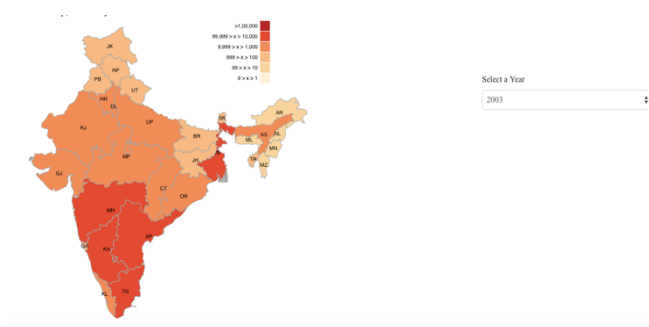 >1,00,000
99,999 > x > 10,000
9,999 > x > 1,000
999 > x > 100
99 > x > 10
9 > x > 1
JK
HP
PB
UT
HR
DL
RJ
UP
SK
AR
AS
NL
BR
ML
MN
JH
TR
MZ
MP
GJ
CT
OR
MH
AP
GA
KA
KL
TN
Select a Year
2003